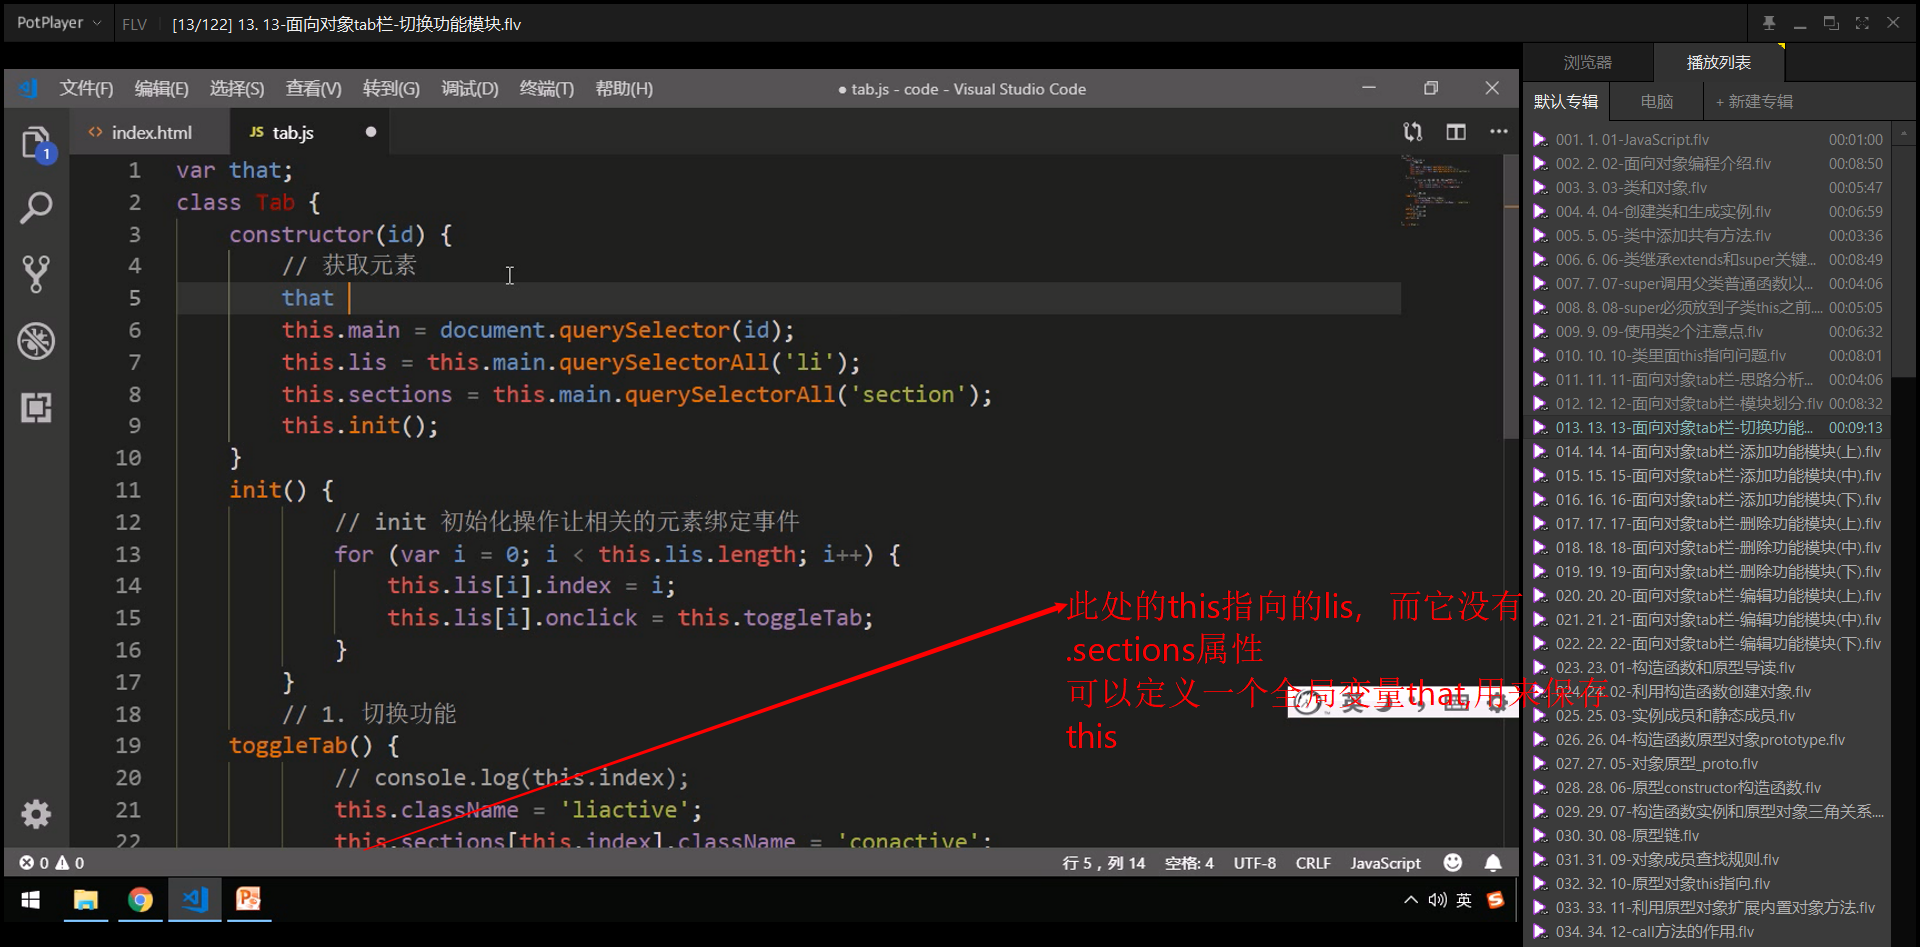 PotPlayer
FLV
[13/122] 13. 13-面向对象tab栏-切换功能模块.flv
浏览器
播放列表
默认专辑
电脑
+ 新建专辑
文件(F) 编辑(E) 选择(S) 查看(V) 转到(G) 调试(D) 终端(T) 帮助(H)
● tab.js - code - Visual Studio Code
1
<> index.html
JS tab.js ●
1 var that;
2 class Tab {
3 constructor(id) {
4 // 获取元素
5 that
6 this.main = document.querySelector(id);
7 this.lis = this.main.querySelectorAll('li');
8 this.sections = this.main.querySelectorAll('section');
9 this.init();
10 }
11 init() {
12 // init 初始化操作让相关的元素绑定事件
13 for (var i = 0; i < this.lis.length; i++) {
14 this.lis[i].index = i;
15 this.lis[i].onclick = this.toggleTab;
16 }
17 }
18 // 1. 切换功能
19 toggleTab() {
20 // console.log(this.index);
21 this.className = 'liactive';
22 this.sections[this.index].className = 'conactive';
此处的this指向的lis, 而它没有
.sections属性
可以定义一个全局变量that,用来保存
this
英
0 0
行 5，列 14 空格: 4 UTF-8 CRLF JavaScript
英
001. 1. 01-JavaScript.flv 00:01:00
002. 2. 02-面向对象编程介绍.flv 00:08:50
003. 3. 03-类和对象.flv 00:05:47
004. 4. 04-创建类和生成实例.flv 00:06:59
005. 5. 05-类中添加共有方法.flv 00:03:36
006. 6. 06-类继承extends和super关键... 00:08:49
007. 7. 07-super调用父类普通函数以... 00:04:06
008. 8. 08-super必须放到子类this之前.... 00:05:05
009. 9. 09-使用类2个注意点.flv 00:06:32
010. 10. 10-类里面this指向问题.flv 00:08:01
011. 11. 11-面向对象tab栏-思路分析... 00:04:06
012. 12. 12-面向对象tab栏-模块划分.flv 00:08:32
013. 13. 13-面向对象tab栏-切换功能... 00:09:13
014. 14. 14-面向对象tab栏-添加功能模块(上).flv
015. 15. 15-面向对象tab栏-添加功能模块(中).flv
016. 16. 16-面向对象tab栏-添加功能模块(下).flv
017. 17. 17-面向对象tab栏-删除功能模块(上).flv
018. 18. 18-面向对象tab栏-删除功能模块(中).flv
019. 19. 19-面向对象tab栏-删除功能模块(下).flv
020. 20. 20-面向对象tab栏-编辑功能模块(上).flv
021. 21. 21-面向对象tab栏-编辑功能模块(中).flv
022. 22. 22-面向对象tab栏-编辑功能模块(下).flv
023. 23. 01-构造函数和原型导读.flv
024. 24. 02-利用构造函数创建对象.flv
025. 25. 03-实例成员和静态成员.flv
026. 26. 04-构造函数原型对象prototype.flv
027. 27. 05-对象原型_proto.flv
028. 28. 06-原型constructor构造函数.flv
029. 29. 07-构造函数实例和原型对象三角关系....
030. 30. 08-原型链.flv
031. 31. 09-对象成员查找规则.flv
032. 32. 10-原型对象this指向.flv
033. 33. 11-利用原型对象扩展内置对象方法.flv
034. 34. 12-call方法的作用.flv